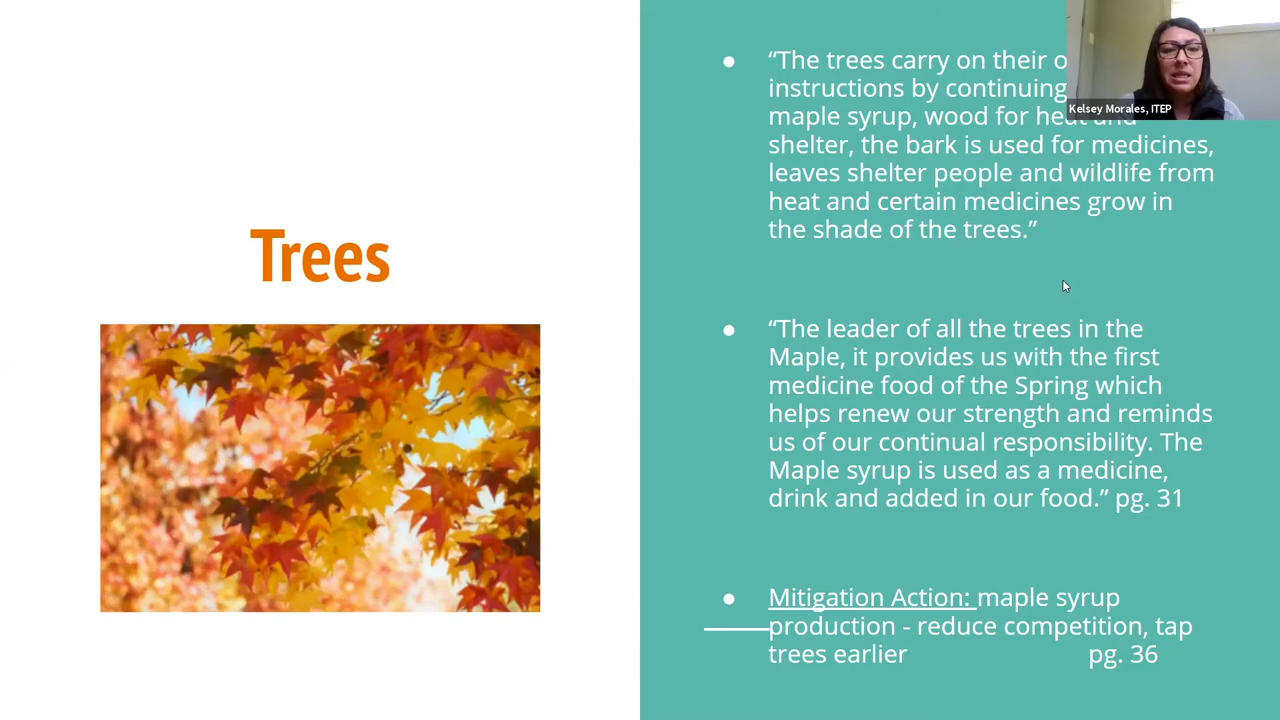 Trees
“The trees carry on their
instructions by continuing
maple syrup, wood for heat and
shelter, the bark is used for medicines,
leaves shelter people and wildlife from
heat and certain medicines grow in
the shade of the trees.”
“The leader of all the trees in the
Maple, it provides us with the first
medicine food of the Spring which
helps renew our strength and reminds
us of our continual responsibility. The
Maple syrup is used as a medicine,
drink and added in our food.” pg. 31
Mitigation Action: maple syrup
production - reduce competition, tap
trees earlier pg. 36
Kelsey Morales, ITEP